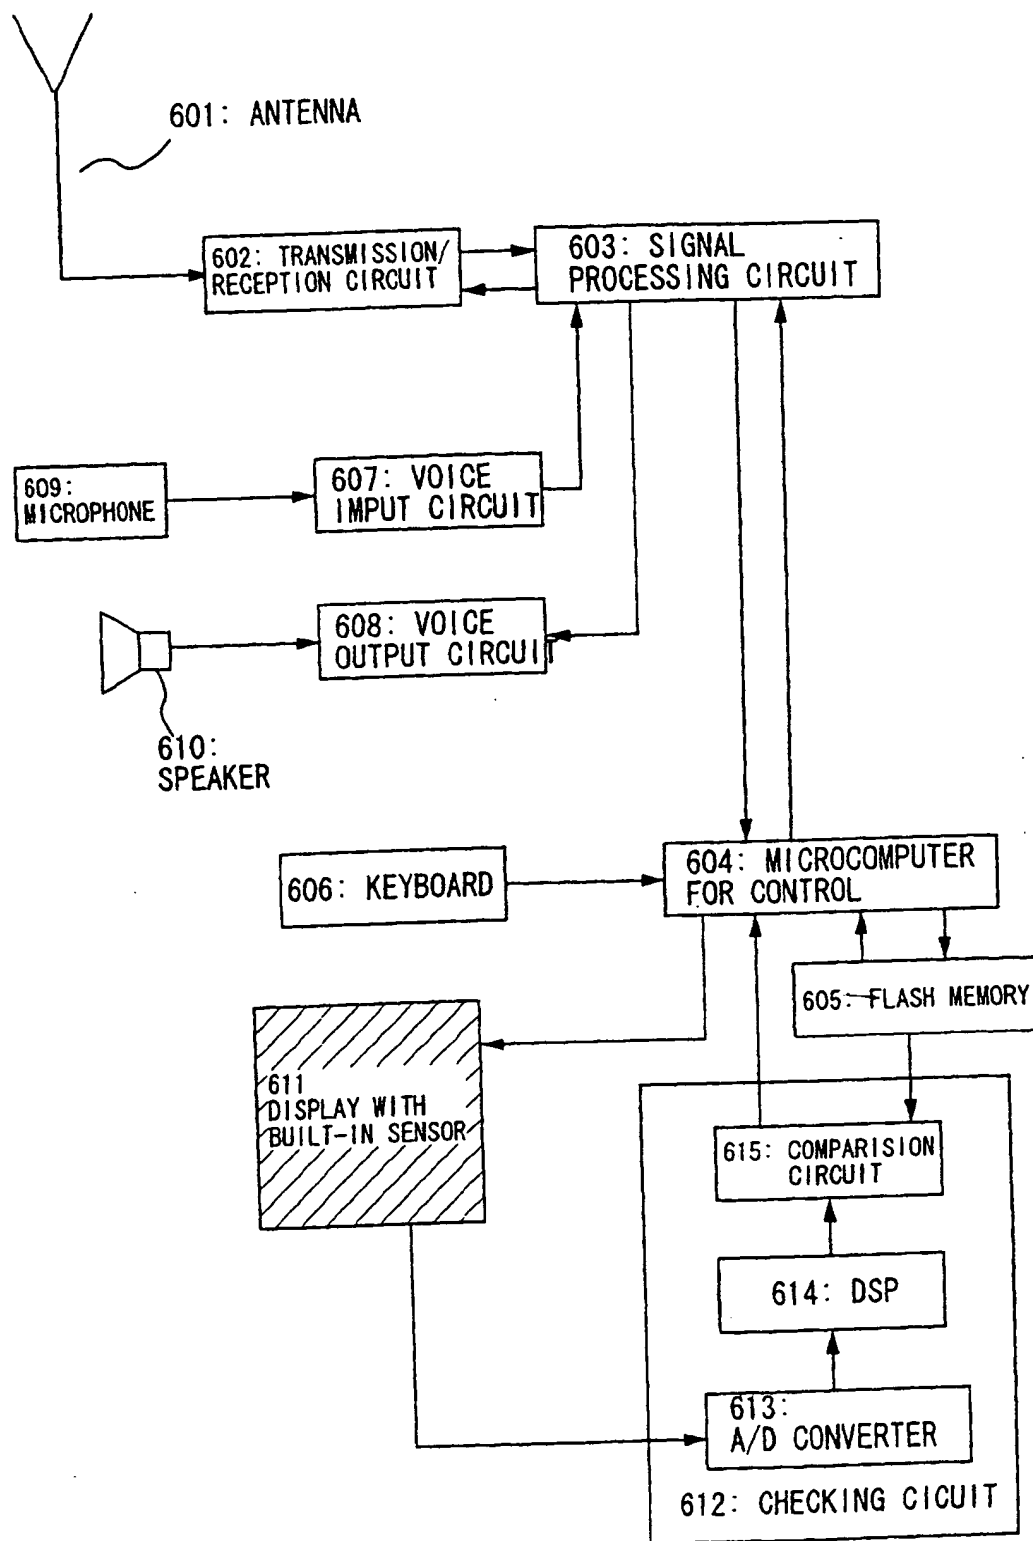 601: ANTENNA
602: TRANSMISSION/
RECEPTION CIRCUIT
603: SIGNAL
PROCESSING CIRCUIT
609:
MICROPHONE
607: VOICE
IMPUT CIRCUIT
608: VOICE
OUTPUT CIRCUIT
610:
SPEAKER
606: KEYBOARD
604: MICROCOMPUTER
FOR CONTROL
605: FLASH MEMORY
611
DISPLAY WITH
BUILT-IN SENSOR
615: COMPARISION
CIRCUIT
614: DSP
613:
A/D CONVERTER
612: CHECKING CICUIT